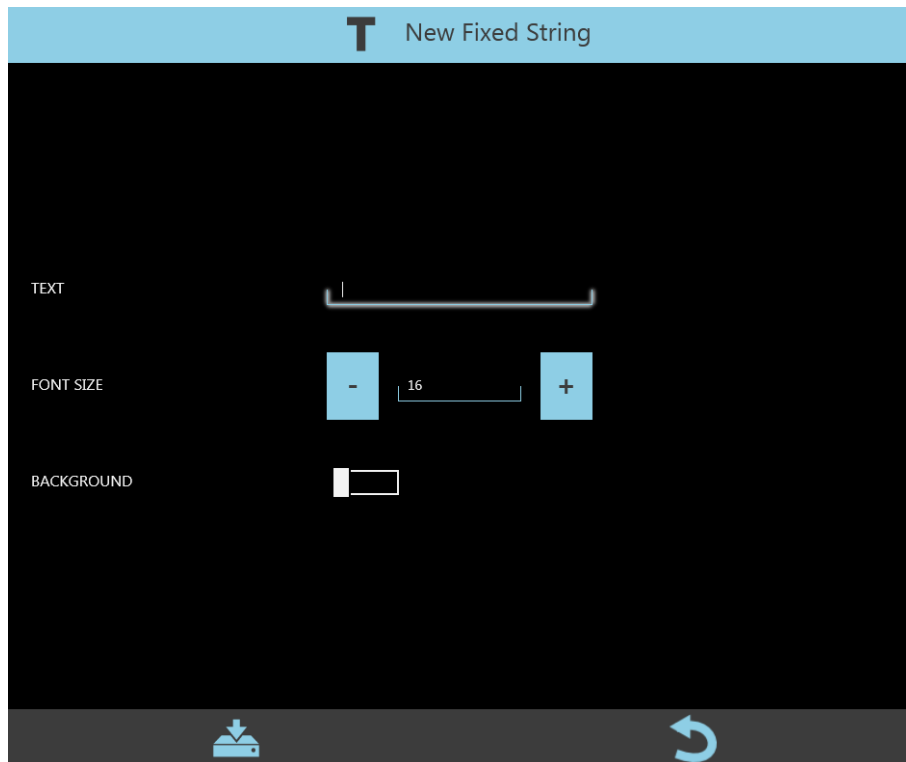 New Fixed String
TEXT
FONT SIZE
-
16
+
BACKGROUND